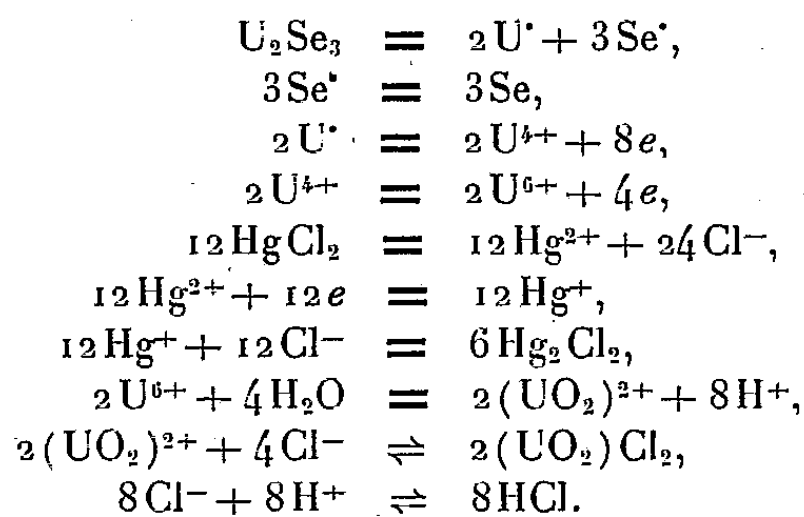 U₂Se₃ = 2U• + 3Se•,
3Se• = 3Se,
2U• = 2U⁴⁺ + 8e,
2U⁴⁺ = 2U⁶⁺ + 4e,
12HgCl₂ = 12Hg²⁺ + 24Cl⁻,
12Hg²⁺ + 12e = 12Hg⁺,
12Hg⁺ + 12Cl⁻ = 6Hg₂Cl₂,
2U⁶⁺ + 4H₂O = 2(UO₂)²⁺ + 8H⁺,
2(UO₂)²⁺ + 4Cl⁻ ⇌ 2(UO₂)Cl₂,
8Cl⁻ + 8H⁺ ⇌ 8HCl.